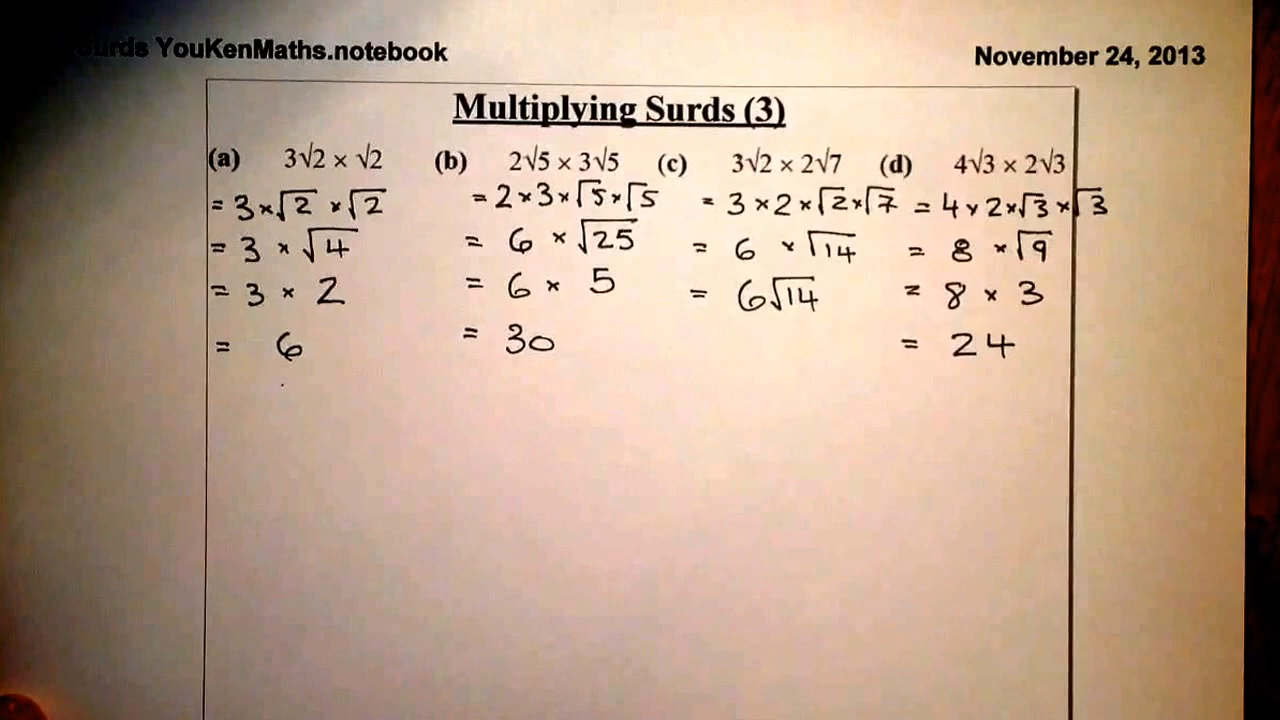 Surds YouKenMaths.notebook
November 24, 2013
Multiplying Surds (3)
(a) 3√2 × √2 (b) 2√5 × 3√5 (c) 3√2 × 2√7 (d) 4√3 × 2√3
= 3 × √2 × √2 = 2 × 3 × √5 × √5 = 3 × 2 × √2 × √7 = 4 × 2 × √3 × √3
= 3 × √4 = 6 × √25 = 6 × √14 = 8 × √9
= 3 × 2 = 6 × 5 = 6√14 = 8 × 3
= 6 = 30 = 24